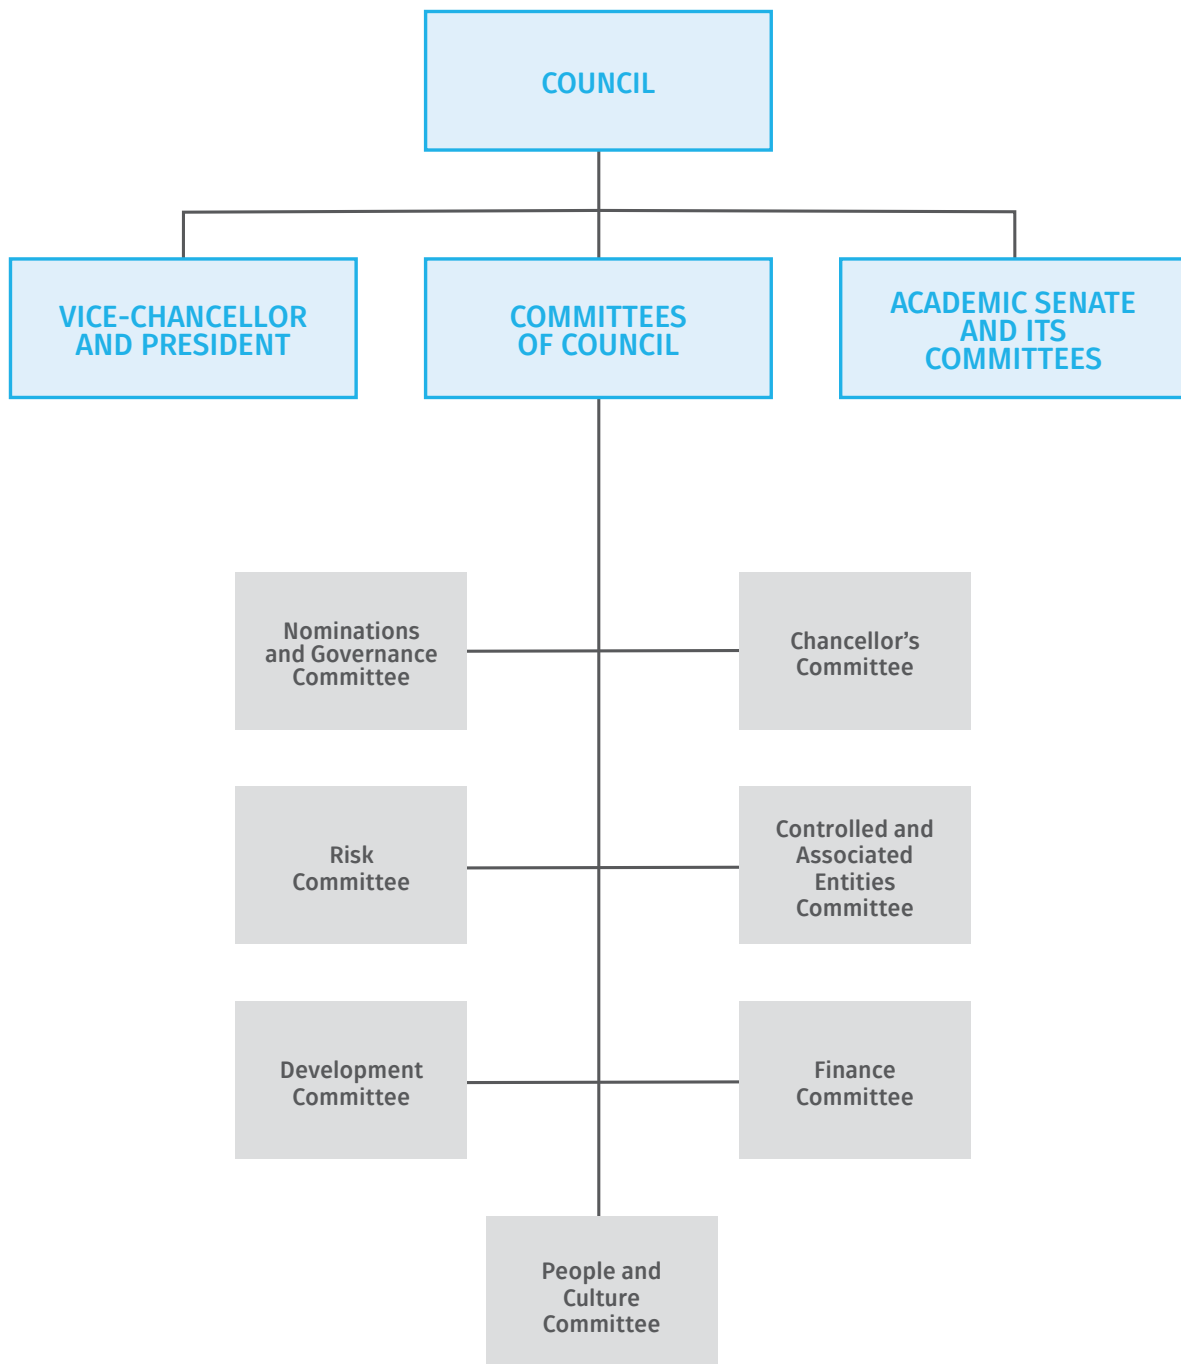 COUNCIL
VICE-CHANCELLOR
AND PRESIDENT
COMMITTEES
OF COUNCIL
ACADEMIC SENATE
AND ITS
COMMITTEES
Nominations
and Governance
Committee
Chancellor’s
Committee
Risk
Committee
Controlled and
Associated
Entities
Committee
Development
Committee
Finance
Committee
People and
Culture
Committee